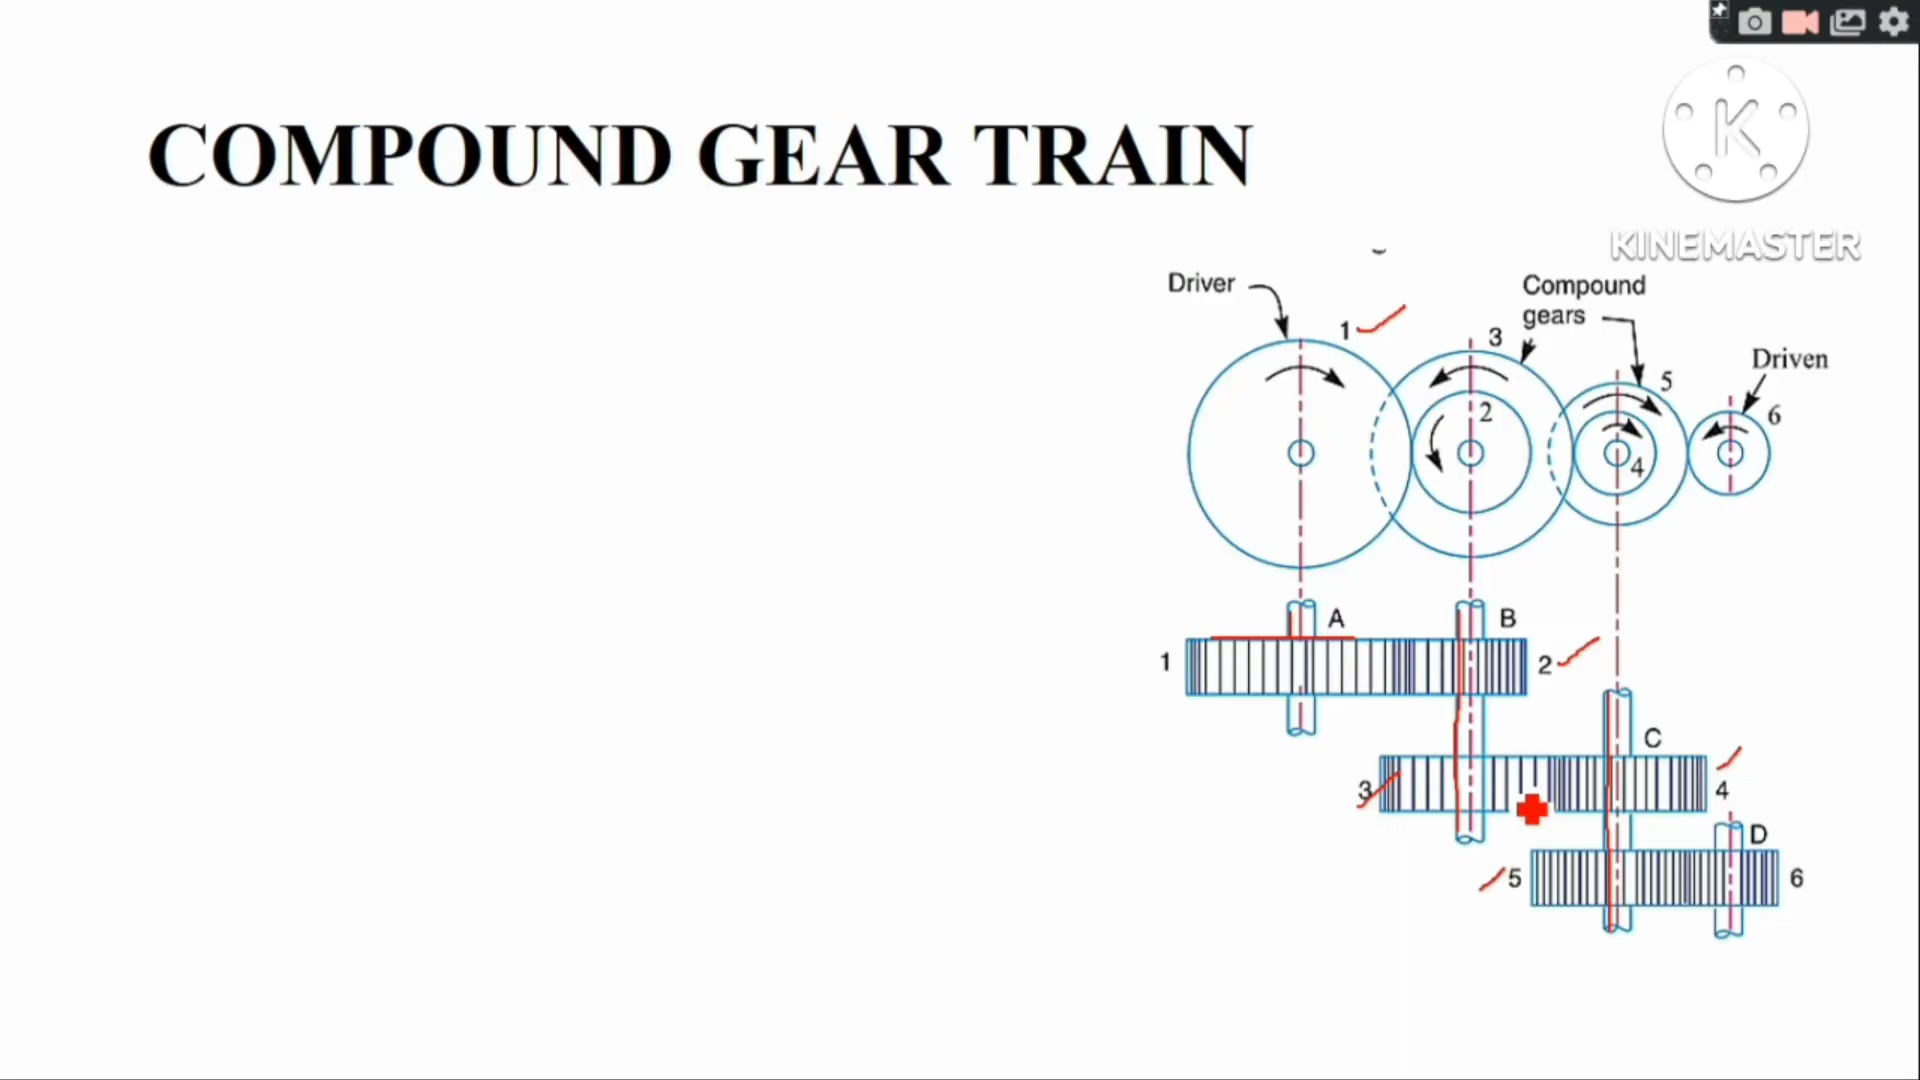 COMPOUND GEAR TRAIN
K
KINEMASTER
Driver
Compound
gears
1
3
Driven
5
2
6
4
A
B
1
2
C
3
4
D
5
6